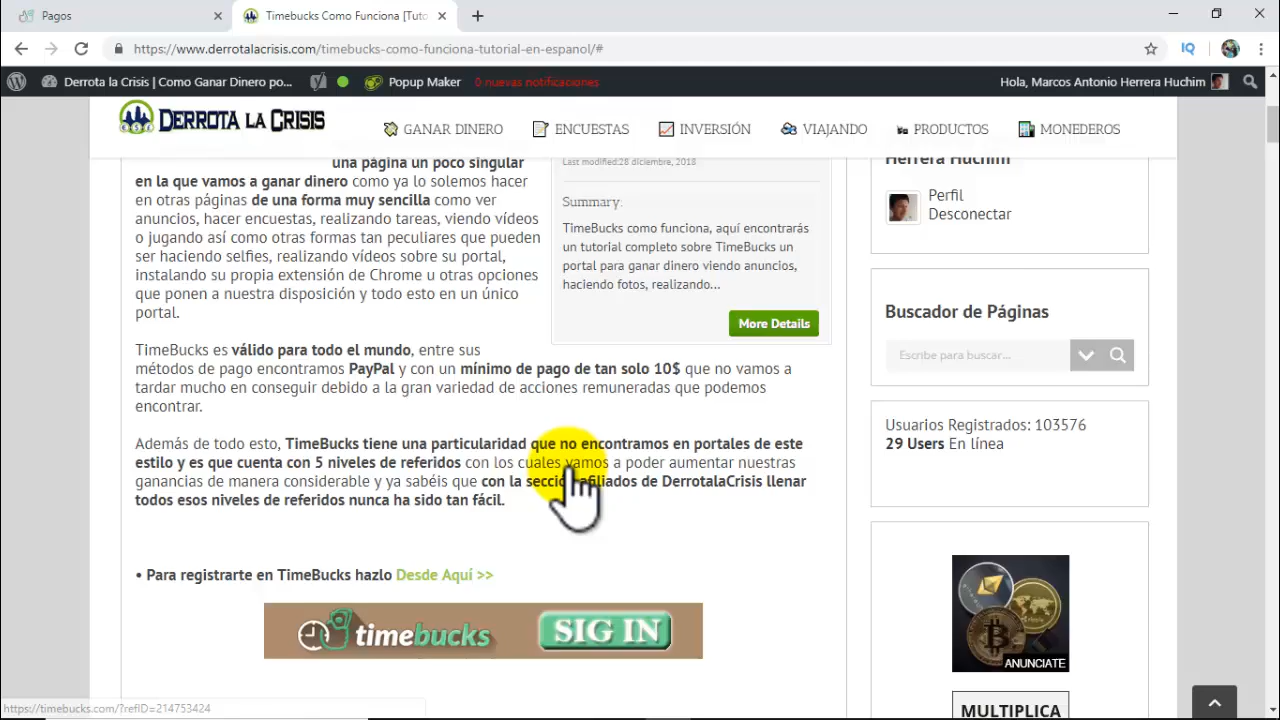 Pagos
Timebucks Como Funciona [Tuto
https://www.derrotalacrisis.com/timebucks-como-funciona-tutorial-en-espanol/#
IQ
Derrota la Crisis | Como Ganar Dinero po...
Popup Maker
0 nuevas notificaciones
Hola, Marcos Antonio Herrera Huchim
DERROTA LA CRISIS
GANAR DINERO
ENCUESTAS
INVERSIÓN
VIAJANDO
PRODUCTOS
MONEDEROS
una página un poco singular
en la que vamos a ganar dinero como ya lo solemos hacer
en otras páginas de una forma muy sencilla como ver
anuncios, hacer encuestas, realizando tareas, viendo vídeos
o jugando así como otras formas tan peculiares que pueden
ser haciendo selfies, realizando vídeos sobre su portal,
instalando su propia extensión de Chrome u otras opciones
que ponen a nuestra disposición y todo esto en un único
portal.
Last modified:28 diciembre, 2018
Summary.
TimeBucks como funciona, aquí encontrarás
un tutorial completo sobre TimeBucks un
portal para ganar dinero viendo anuncios,
haciendo fotos, realizando...
More Details
TimeBucks es válido para todo el mundo, entre sus
métodos de pago encontramos PayPal y con un mínimo de pago de tan solo 10$ que no vamos a
tardar mucho en conseguir debido a la gran variedad de acciones remuneradas que podemos
encontrar.
Además de todo esto, TimeBucks tiene una particularidad que no encontramos en portales de este
estilo y es que cuenta con 5 niveles de referidos con los cuales vamos a poder aumentar nuestras
ganancias de manera considerable y ya sabéis que con la sección afiliados de DerrotalaCrisis llenar
todos esos niveles de referidos nunca ha sido tan fácil.
• Para registrarte en TimeBucks hazlo Desde Aquí >>
timebucks
SIG IN
Herrera Huchim
Perfil
Desconectar
Buscador de Páginas
Escribe para buscar...
Usuarios Registrados: 103576
29 Users En línea
ANUNCIATE
MULTIPLICA
https://timebucks.com/?refID=214753424